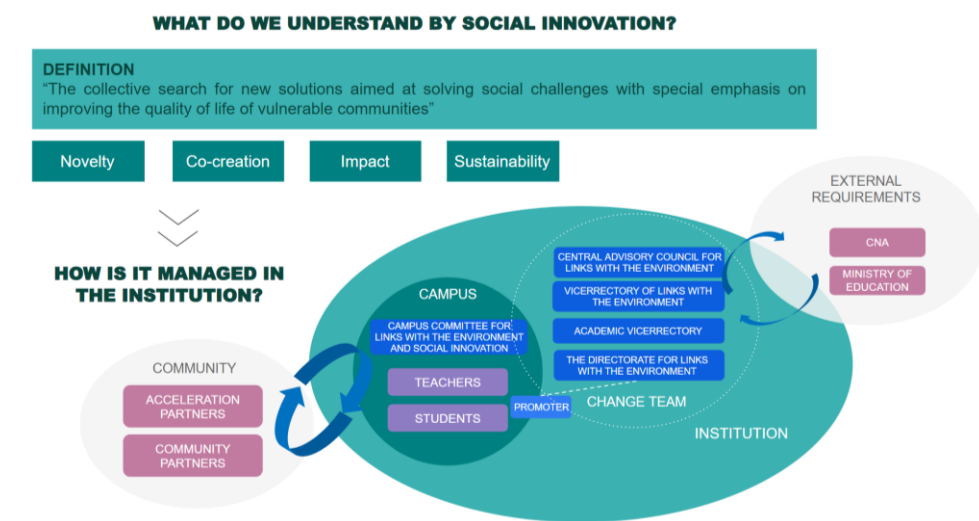 WHAT DO WE UNDERSTAND BY SOCIAL INNOVATION?
DEFINITION
“The collective search for new solutions aimed at solving social challenges with special emphasis on
improving the quality of life of vulnerable communities”
Novelty
Co-creation
Impact
Sustainability
HOW IS IT MANAGED IN
THE INSTITUTION?
COMMUNITY
ACCELERATION
PARTNERS
COMMUNITY
PARTNERS
CAMPUS
CAMPUS COMMITTEE FOR
LINKS WITH THE ENVIRONMENT
AND SOCIAL INNOVATION
TEACHERS
STUDENTS
PROMOTER
CENTRAL ADVISORY COUNCIL FOR
LINKS WITH THE ENVIRONMENT
VICERRECTORY OF LINKS WITH
THE ENVIRONMENT
ACADEMIC VICERRECTORY
THE DIRECTORATE FOR LINKS
WITH THE ENVIRONMENT
CHANGE TEAM
INSTITUTION
EXTERNAL
REQUIREMENTS
CNA
MINISTRY OF
EDUCATION